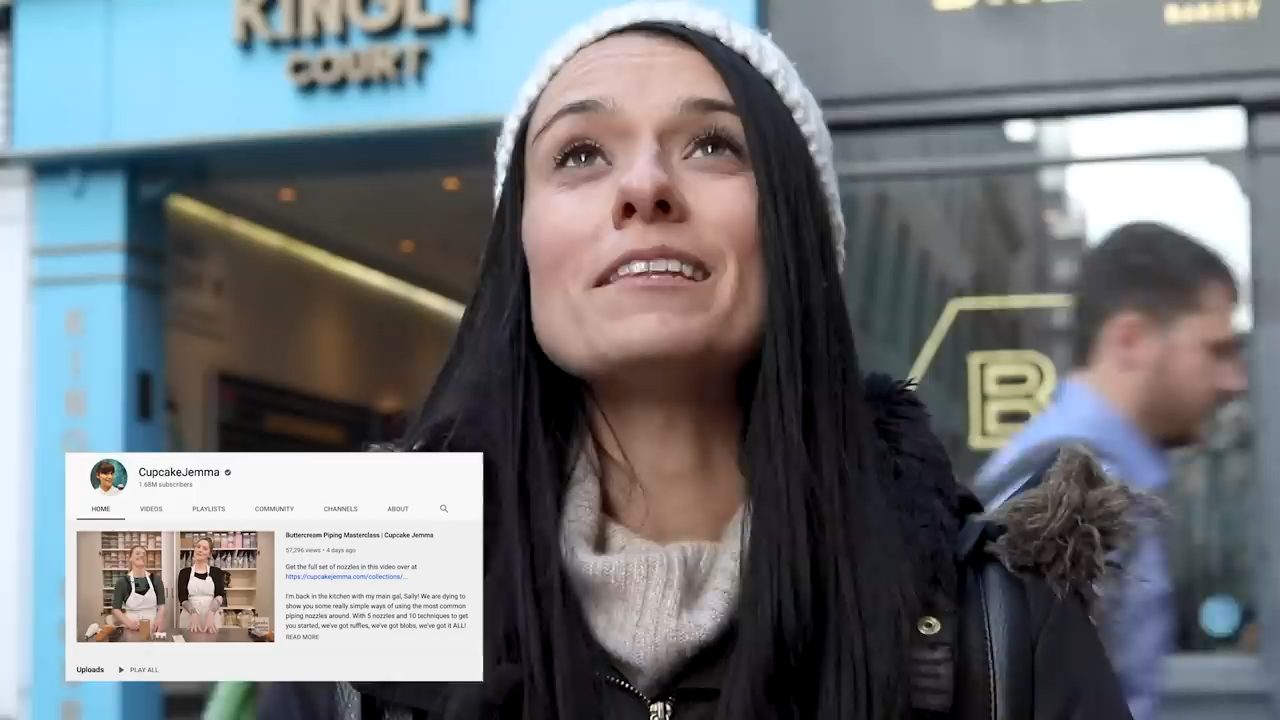 KINGLY
COURT
BAKERY
B
CupcakeJemma
1.68M subscribers
HOME VIDEOS PLAYLISTS COMMUNITY CHANNELS ABOUT
Buttercream Piping Masterclass | Cupcake Jemma
57,296 views • 4 days ago
Get the full set of nozzles in this video over at
https://cupcakejemma.com/collections/...
I'm back in the kitchen with my main gal, Sally! We are dying to
show you some really simple ways of using the most common
piping nozzles around. With 5 nozzles and 10 techniques to get
you started, we've got ruffles, we've got blobs, we've got it ALL!
READ MORE
Uploads PLAY ALL